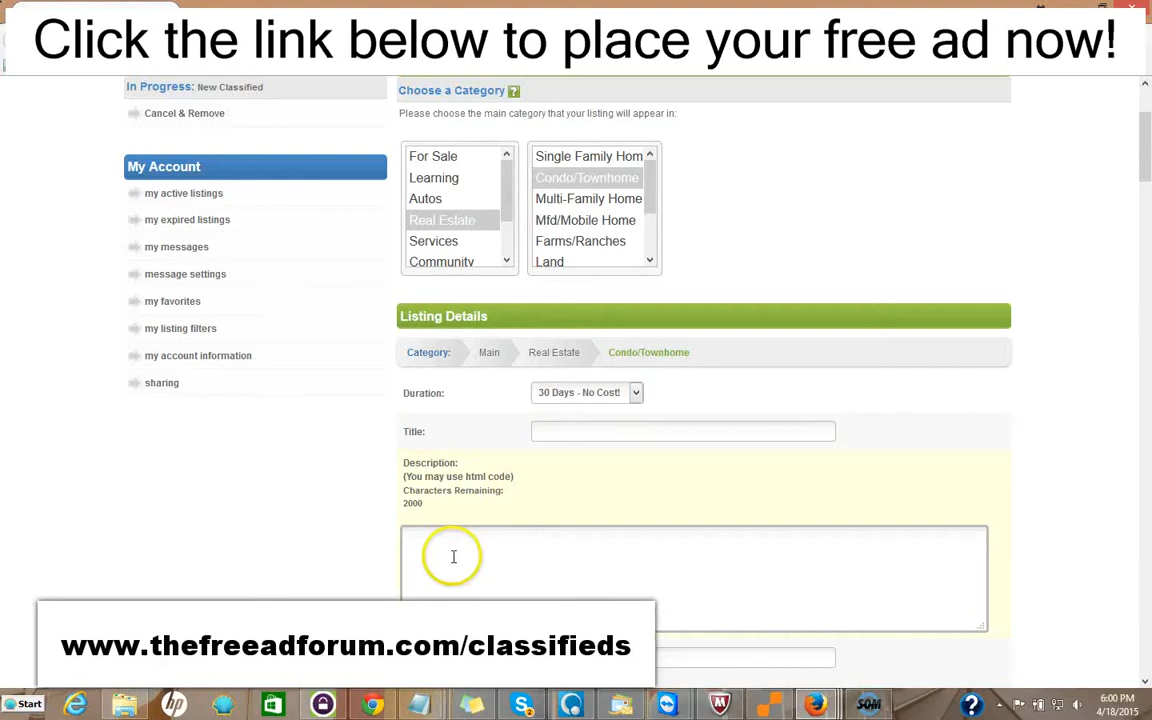 Click the link below to place your free ad now!
In Progress: New Classified
Cancel & Remove
My Account
my active listings
my expired listings
my messages
message settings
my favorites
my listing filters
my account information
sharing
Choose a Category ?
Please choose the main category that your listing will appear in:
For Sale
Learning
Autos
Real Estate
Services
Community
Single Family Hom
Condo/Townhome
Multi-Family Home
Mfd/Mobile Home
Farms/Ranches
Land
Listing Details
Category: Main Real Estate Condo/Townhome
Duration: 30 Days - No Cost!
Title:
Description:
(You may use html code)
Characters Remaining:
2000
www.thefreeadforum.com/classifieds
Start
hp
S 2
SOM
?
6:00 PM
4/18/2015